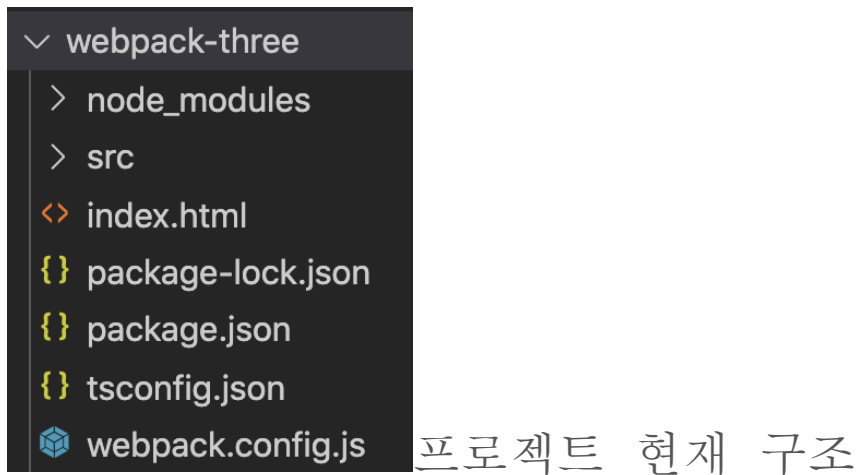 webpack-three
node_modules
src
index.html
package-lock.json
package.json
tsconfig.json
webpack.config.js
프로젝트 현재 구조